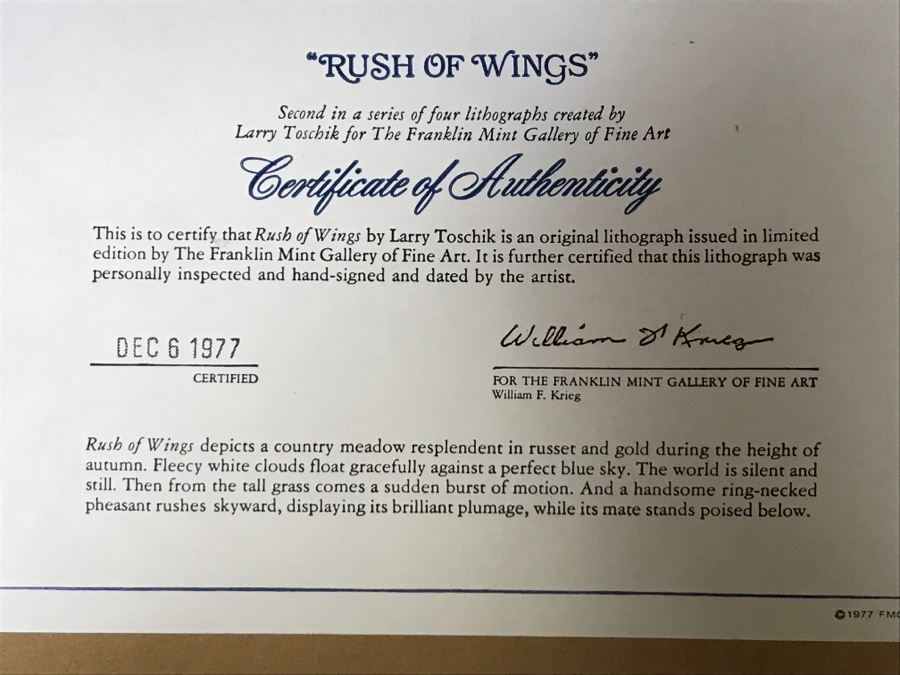 “RUSH OF WINGS”
Second in a series of four lithographs created by
Larry Toschik for The Franklin Mint Gallery of Fine Art
Certificate of Authenticity
This is to certify that Rush of Wings by Larry Toschik is an original lithograph issued in limited
edition by The Franklin Mint Gallery of Fine Art. It is further certified that this lithograph was
personally inspected and hand-signed and dated by the artist.
DEC 6 1977
CERTIFIED
William F Krieg
FOR THE FRANKLIN MINT GALLERY OF FINE ART
William F. Krieg
Rush of Wings depicts a country meadow resplendent in russet and gold during the height of
autumn. Fleecy white clouds float gracefully against a perfect blue sky. The world is silent and
still. Then from the tall grass comes a sudden burst of motion. And a handsome ring-necked
pheasant rushes skyward, displaying its brilliant plumage, while its mate stands poised below.
©1977 FM